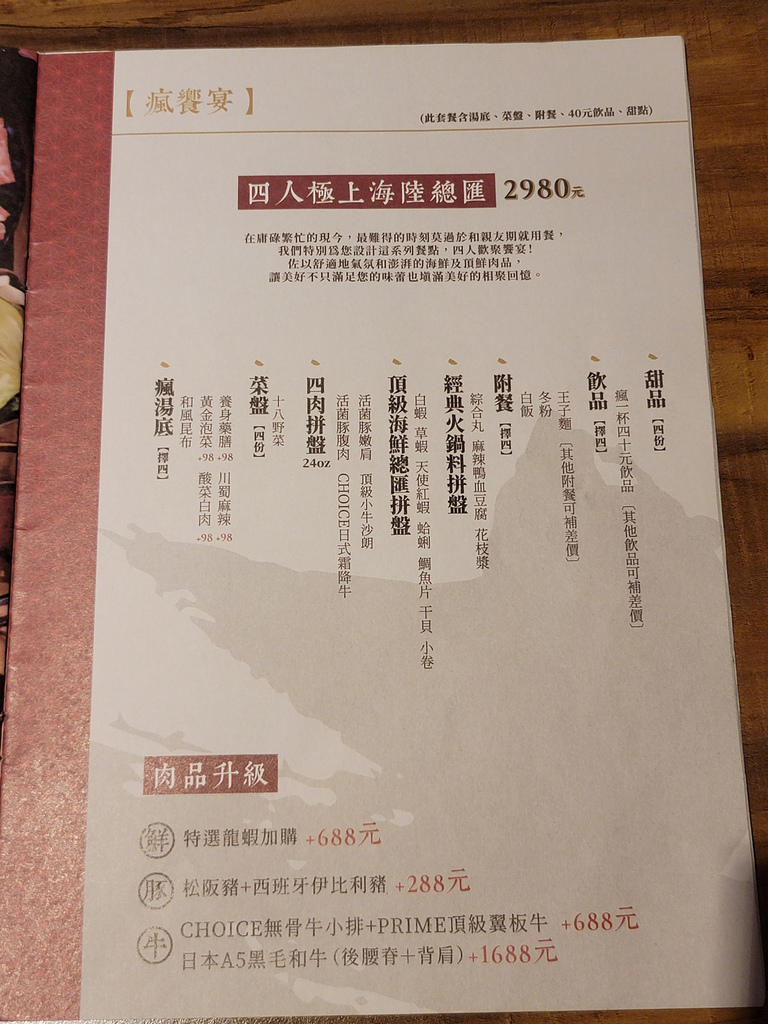 【瘋饗宴】
(此套餐含湯底、菜盤、附餐、40元飲品、甜點)
四人極上海陸總匯 2980元
在庸碌繁忙的現今，最難得的時刻莫過於和親友期就用餐，
我們特別爲您設計這系列餐點，四人歡聚饗宴!
佐以舒適地氣氛和澎湃的海鮮及頂鮮肉品，
讓美好不只滿足您的味蕾也塡滿美好的相聚回憶。
甜品【四份】
飲品【擇四】
瘋一杯四十元飲品〔其他飲品可補差價〕
附餐【擇四】
王子麵〔其他附餐可補差價〕
冬粉
白飯
經典火鍋料拼盤
綜合丸 麻辣鴨血豆腐 花枝漿
頂級海鮮總匯拼盤
白蝦 草蝦 天使紅蝦 蛤蜊 鯛魚片 干貝 小卷
四肉拼盤24oz
活菌豚嫩肩 頂級小牛沙朗
活菌豚腹肉 CHOICE日式霜降牛
菜盤【四份】
十八野菜
瘋湯底【擇四】
養身藥膳+98 川蜀麻辣+98
黃金泡菜+98 酸菜白肉+98
和風昆布
肉品升級
鮮 特選龍蝦加購 +688元
豚 松阪豬+西班牙伊比利豬 +288元
牛 CHOICE無骨牛小排+PRIME頂級翼板牛 +688元
日本A5黑毛和牛(後腰脊＋背肩) +1688元